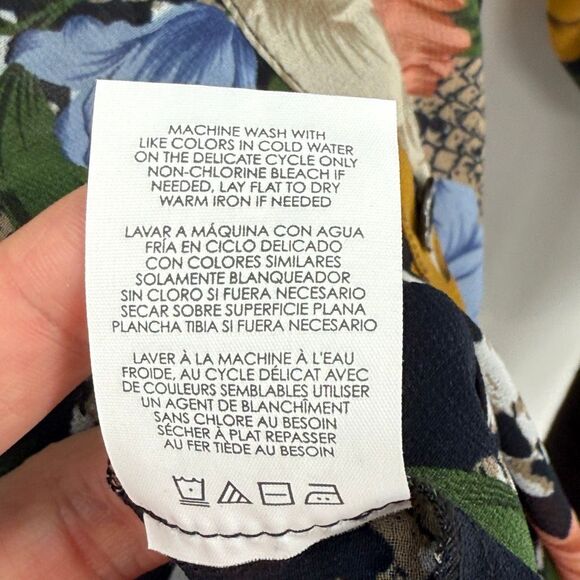 MACHINE WASH WITH
LIKE COLORS IN COLD WATER
ON THE DELICATE CYCLE ONLY
NON-CHLORINE BLEACH IF
NEEDED, LAY FLAT TO DRY
WARM IRON IF NEEDED
LAVAR A MÁQUINA CON AGUA
FRÍA EN CICLO DELICADO
CON COLORES SIMILARES
SOLAMENTE BLANQUEADOR
SIN CLORO SI FUERA NECESARIO
SECAR SOBRE SUPERFICIE PLANA
PLANCHA TIBIA SI FUERA NECESARIO
LAVER À LA MACHINE À L'EAU
FROIDE, AU CYCLE DÉLICAT AVEC
DE COULEURS SEMBLABLES UTILISER
UN AGENT DE BLANCHÎMENT
SANS CHLORE AU BESOIN
SÉCHER À PLAT REPASSER
AU FER TIÈDE AU BESOIN